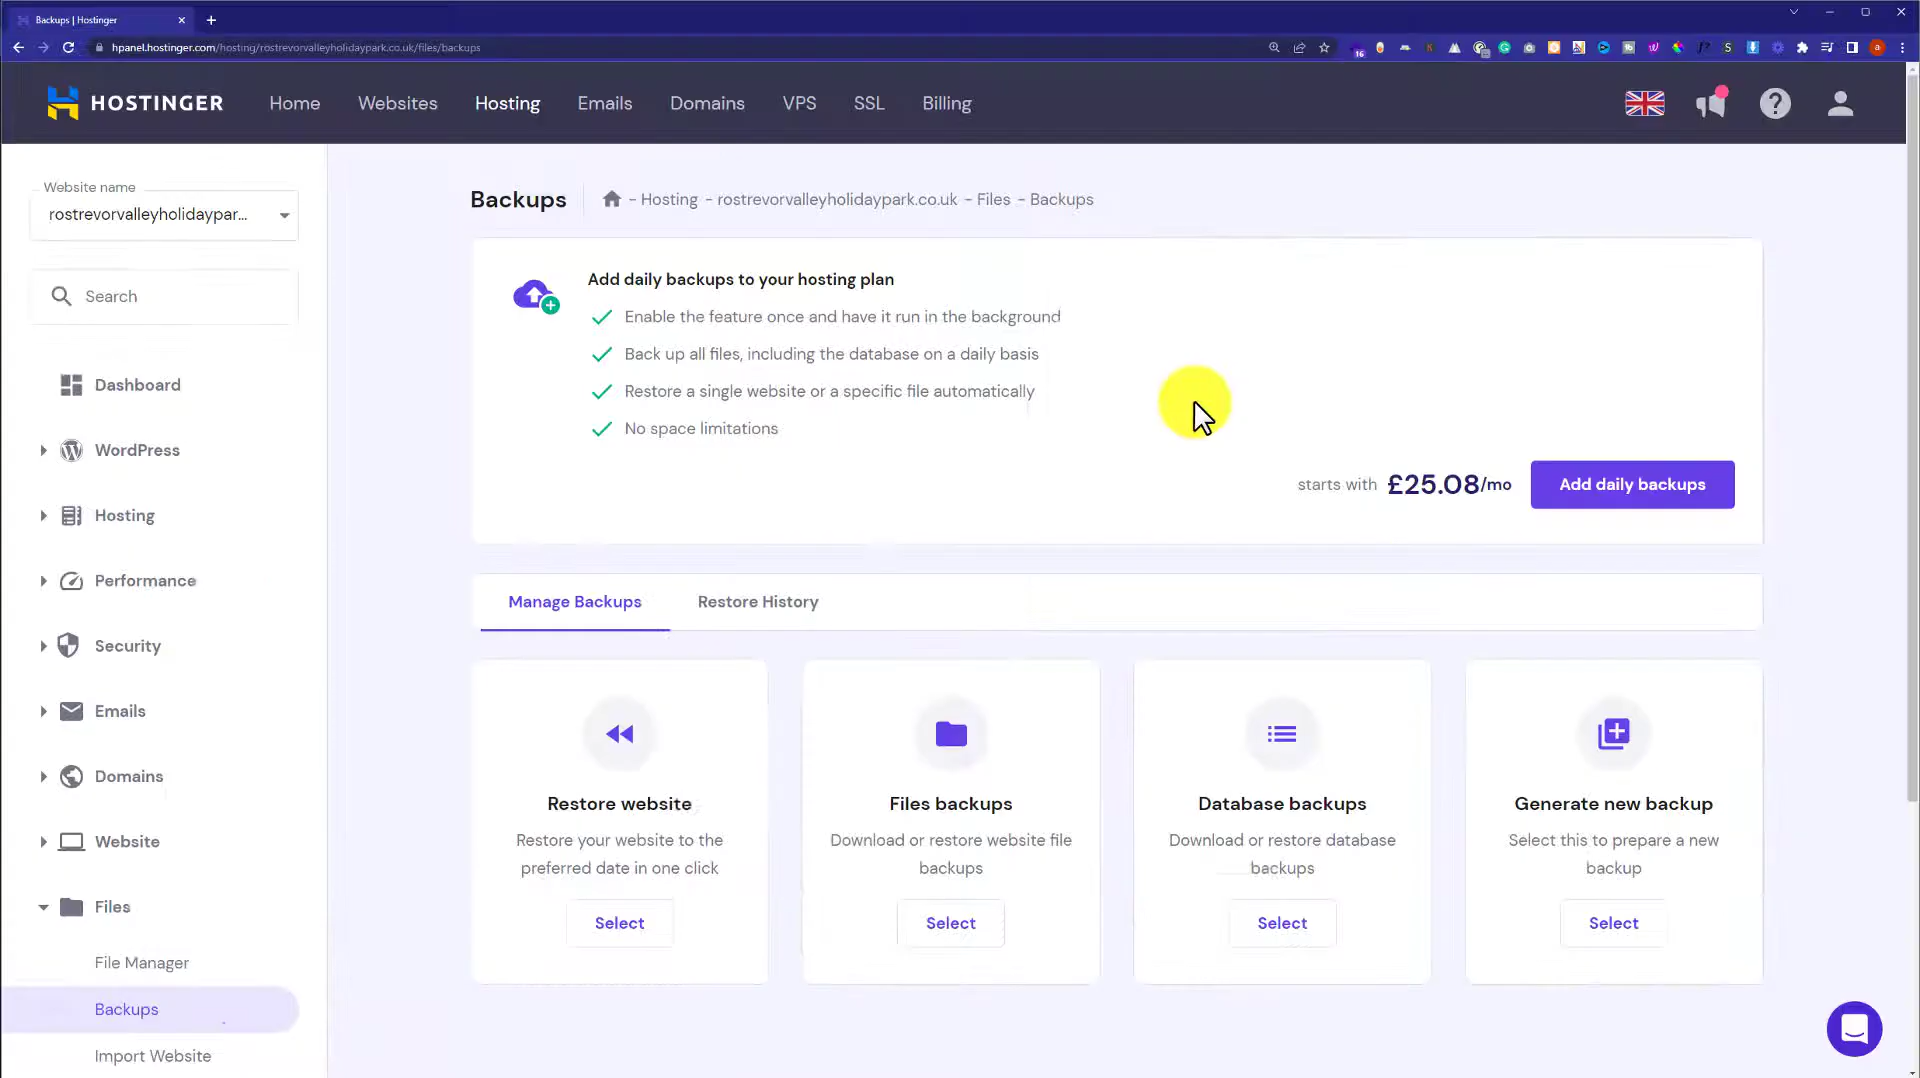 Backups | Hostinger
hpanel.hostinger.com/hosting/rostrevorvalleyholidaypark.co.uk/files/backups
16
a
HOSTINGER
Home
Websites
Hosting
Emails
Domains
VPS
SSL
Billing
Website name
rostrevorvalleyholidaypar...
Search
Dashboard
WordPress
Hosting
Performance
Security
Emails
Domains
Website
Files
File Manager
Backups
Import Website
Backups
- Hosting - rostrevorvalleyholidaypark.co.uk - Files - Backups
Add daily backups to your hosting plan
Enable the feature once and have it run in the background
Back up all files, including the database on a daily basis
Restore a single website or a specific file automatically
No space limitations
starts with £25.08/mo
Add daily backups
Manage Backups
Restore History
Restore website
Restore your website to the
preferred date in one click
Select
Files backups
Download or restore website file
backups
Select
Database backups
Download or restore database
backups
Select
Generate new backup
Select this to prepare a new
backup
Select